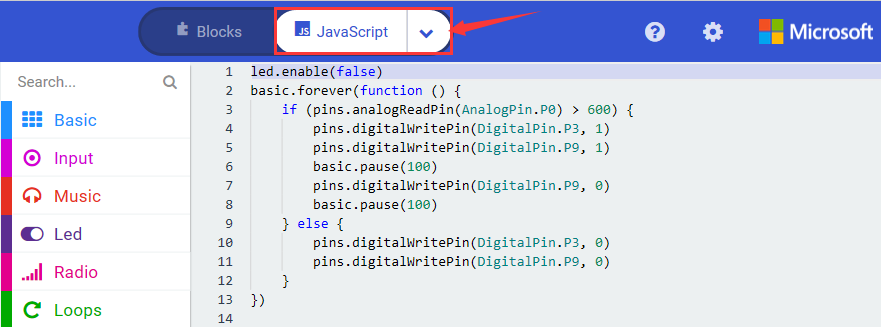 Blocks
JS JavaScript
? Microsoft
Search...
Basic
Input
Music
Led
Radio
Loops
1 led.enable(false)
2 basic.forever(function () {
3     if (pins.analogReadPin(AnalogPin.P0) > 600) {
4         pins.digitalWritePin(DigitalPin.P3, 1)
5         pins.digitalWritePin(DigitalPin.P9, 1)
6         basic.pause(100)
7         pins.digitalWritePin(DigitalPin.P9, 0)
8         basic.pause(100)
9     } else {
10         pins.digitalWritePin(DigitalPin.P3, 0)
11         pins.digitalWritePin(DigitalPin.P9, 0)
12     }
13 })
14